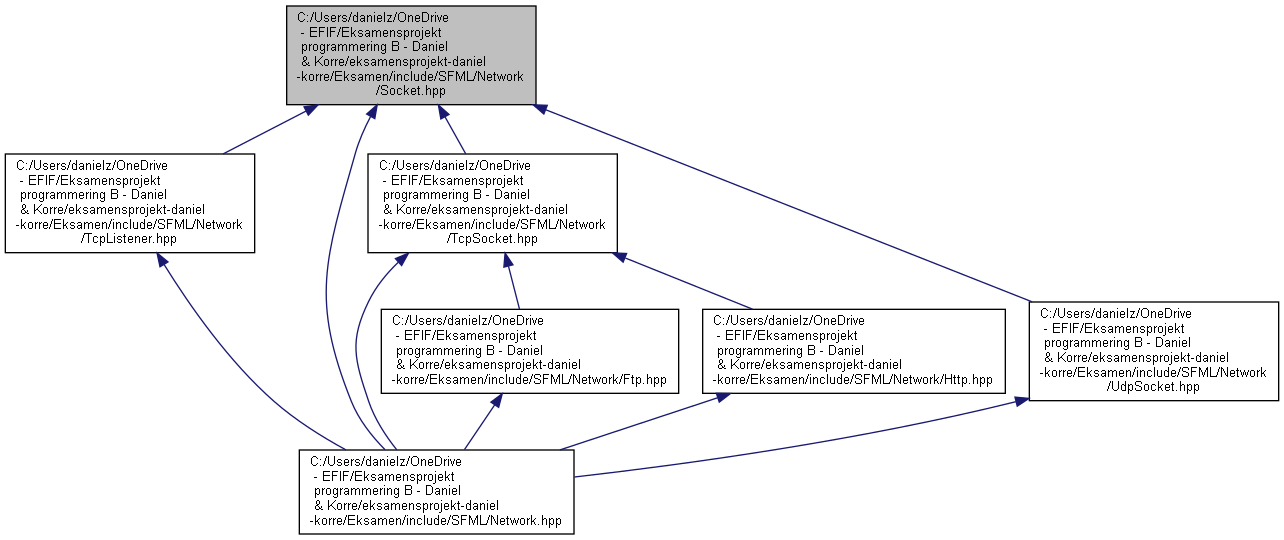 C:/Users/danielz/OneDrive
- EFIF/Eksamensprojekt
programmering B - Daniel
& Korre/eksamensprojekt-daniel
-korre/Eksamen/include/SFML/Network
/Socket.hpp
C:/Users/danielz/OneDrive
- EFIF/Eksamensprojekt
programmering B - Daniel
& Korre/eksamensprojekt-daniel
-korre/Eksamen/include/SFML/Network
/TcpListener.hpp
C:/Users/danielz/OneDrive
- EFIF/Eksamensprojekt
programmering B - Daniel
& Korre/eksamensprojekt-daniel
-korre/Eksamen/include/SFML/Network
/TcpSocket.hpp
C:/Users/danielz/OneDrive
- EFIF/Eksamensprojekt
programmering B - Daniel
& Korre/eksamensprojekt-daniel
-korre/Eksamen/include/SFML/Network/Ftp.hpp
C:/Users/danielz/OneDrive
- EFIF/Eksamensprojekt
programmering B - Daniel
& Korre/eksamensprojekt-daniel
-korre/Eksamen/include/SFML/Network/Http.hpp
C:/Users/danielz/OneDrive
- EFIF/Eksamensprojekt
programmering B - Daniel
& Korre/eksamensprojekt-daniel
-korre/Eksamen/include/SFML/Network
/UdpSocket.hpp
C:/Users/danielz/OneDrive
- EFIF/Eksamensprojekt
programmering B - Daniel
& Korre/eksamensprojekt-daniel
-korre/Eksamen/include/SFML/Network.hpp